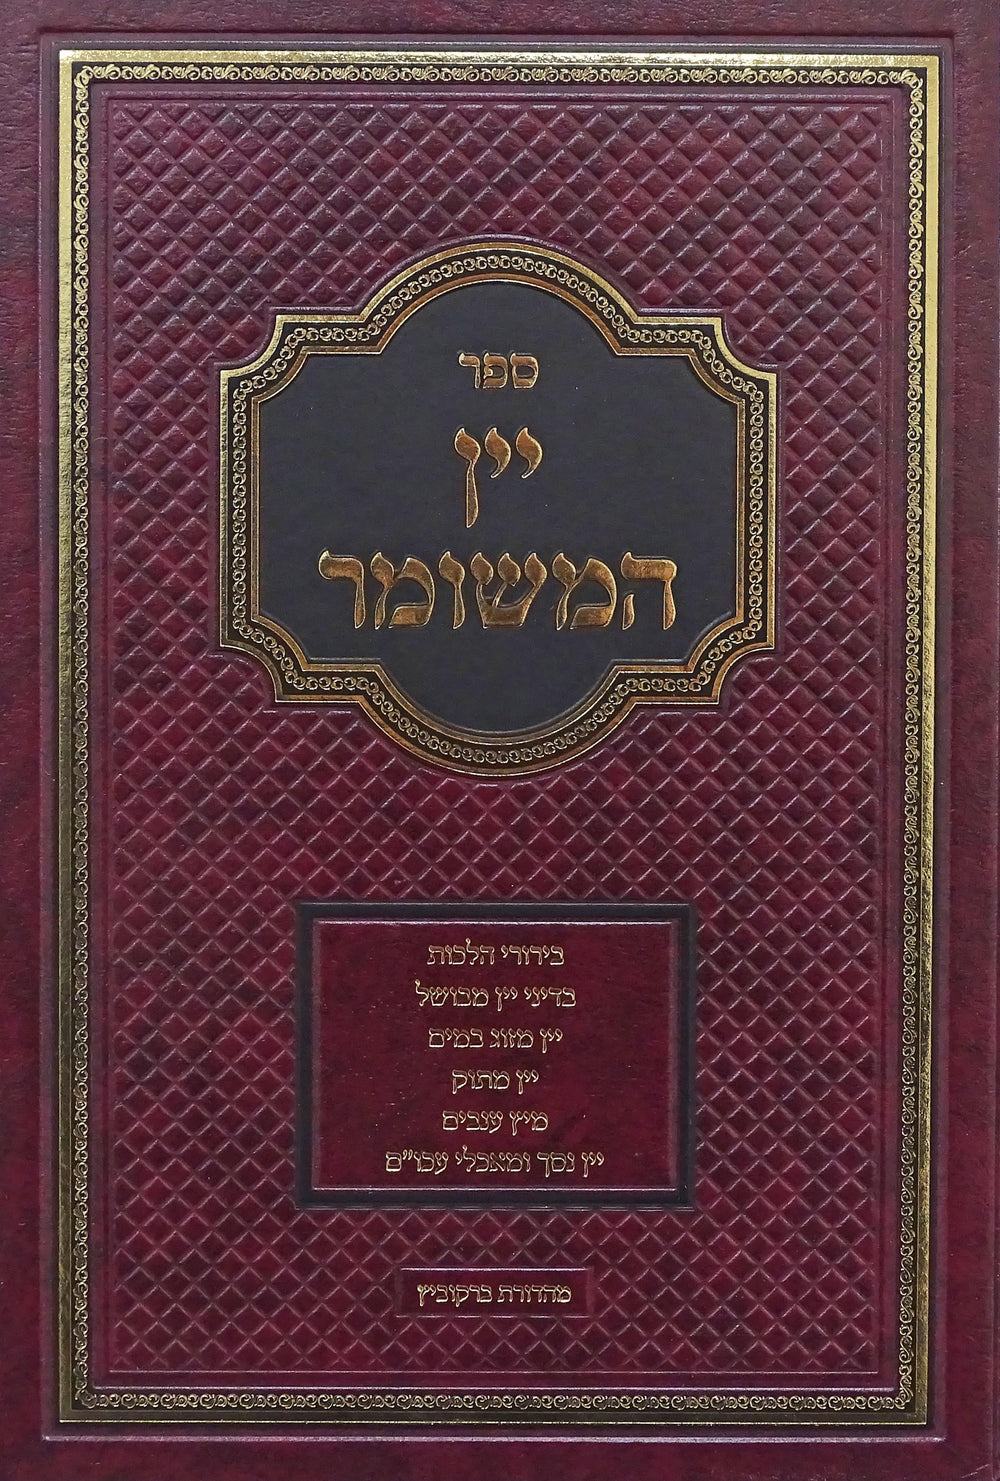 ספר
יין
המשומר
בירורי הלכות
בדיני יין מבושל
יין מזוג במים
יין מתוק
מיץ ענבים
יין נסך ומאכלי עכו"ם
מהדורת ברקוביץ